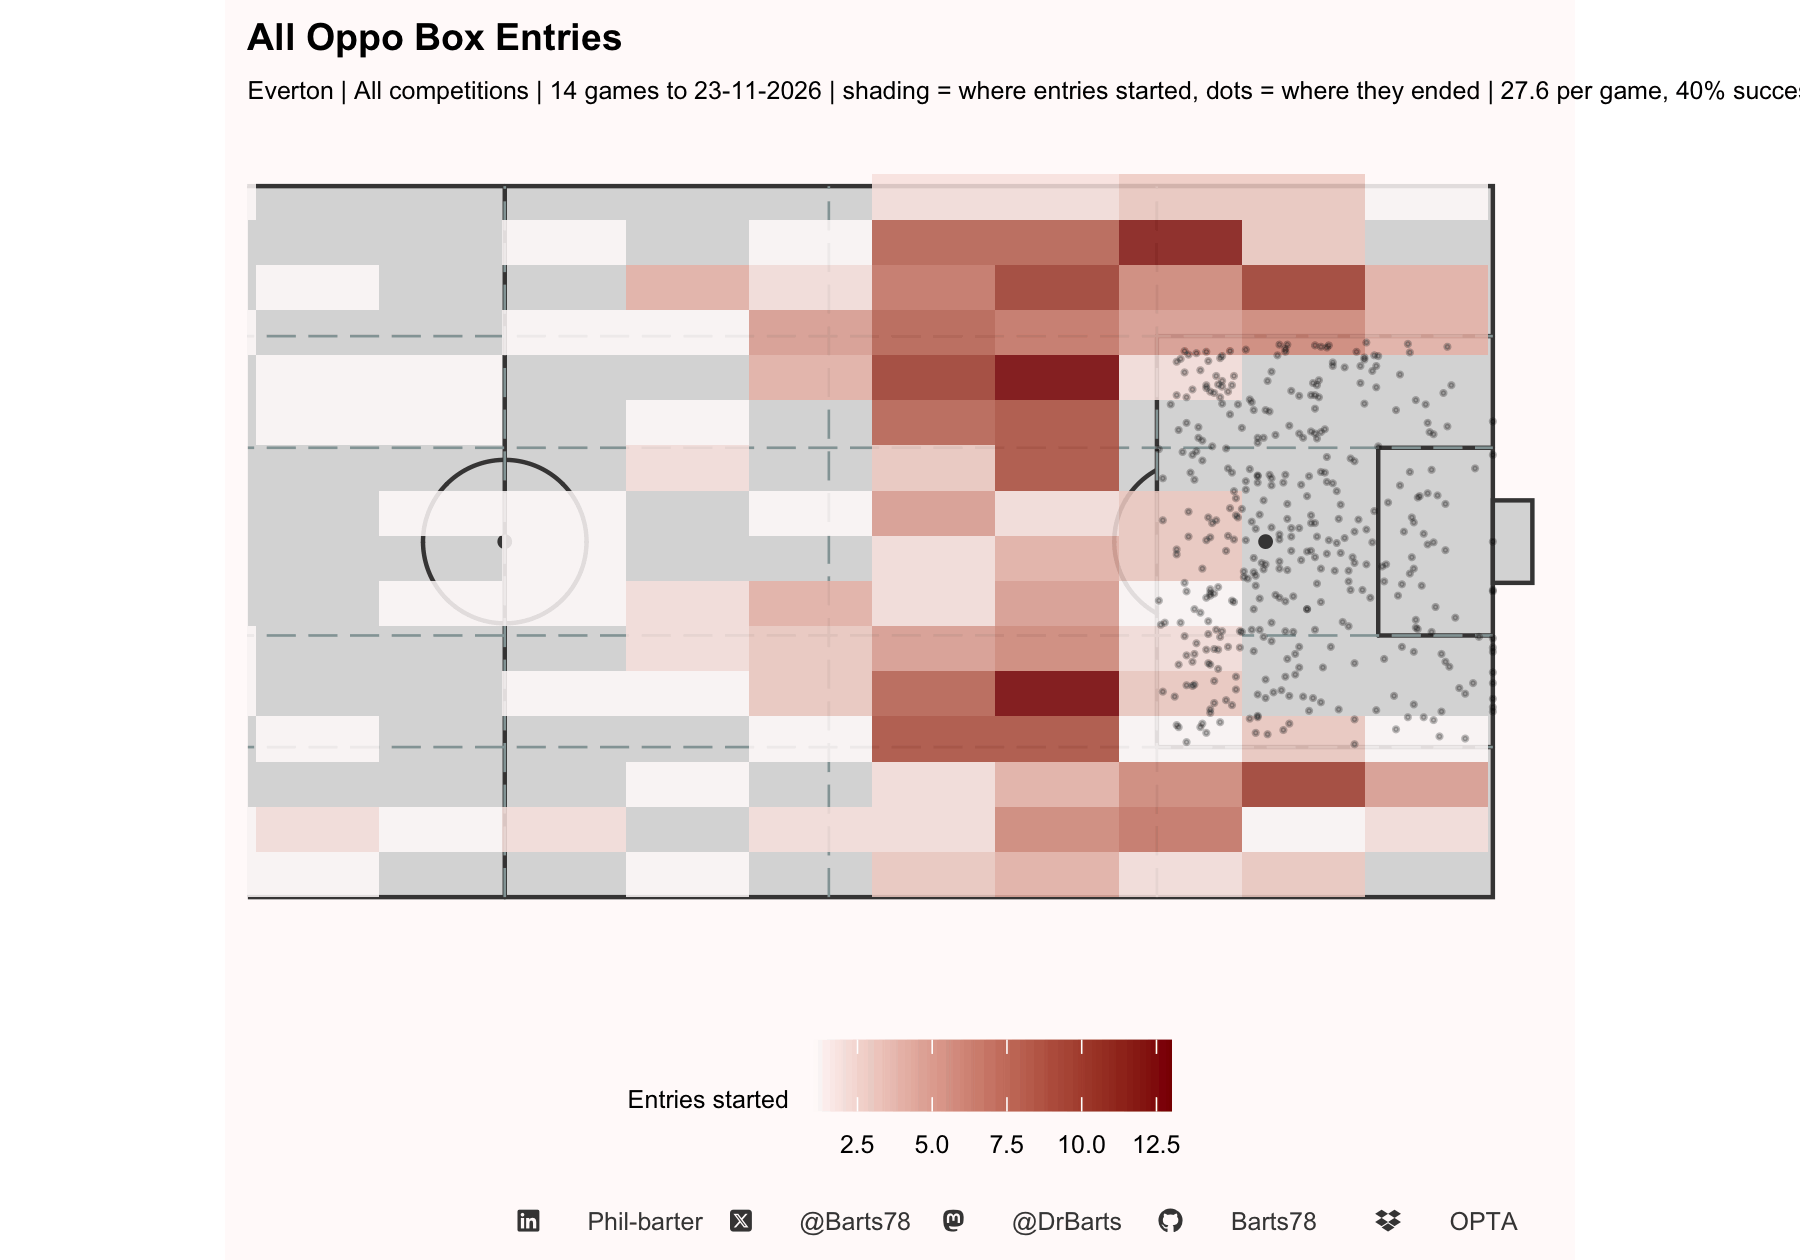 All Oppo Box Entries
Everton | All competitions | 14 games to 23-11-2026 | shading = where entries started, dots = where they ended | 27.6 per game, 40%
Entries started
2.5 5.0 7.5 10.0 12.5
Phil-barter @Barts78 @DrBarts Barts78 OPTA